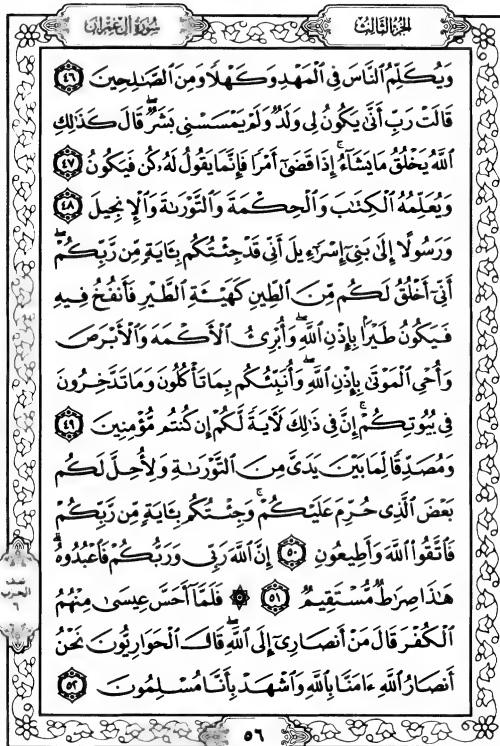 الجزء الثالث
سورة آل عمران
وَيُكَلِّمُ ٱلنَّاسَ فِى ٱلْمَهْدِ وَكَهْلًا وَمِنَ ٱلصَّٰلِحِينَ ٤٦
قَالَتْ رَبِّ أَنَّىٰ يَكُونُ لِى وَلَدٌ وَلَمْ يَمْسَسْنِى بَشَرٌ ۖ قَالَ كَذَٰلِكِ
ٱللَّهُ يَخْلُقُ مَا يَشَآءُ ۚ إِذَا قَضَىٰٓ أَمْرًا فَإِنَّمَا يَقُولُ لَهُۥ كُن فَيَكُونُ ٤٧
وَيُعَلِّمُهُ ٱلْكِتَٰبَ وَٱلْحِكْمَةَ وَٱلتَّوْرَىٰةَ وَٱلْإِنجِيلَ ٤٨
وَرَسُولًا إِلَىٰ بَنِىٓ إِسْرَٰٓءِيلَ أَنِّى قَدْ جِئْتُكُم بِـَٔايَةٍ مِّن رَّبِّكُمْ ۖ
أَنِّىٓ أَخْلُقُ لَكُم مِّنَ ٱلطِّينِ كَهَيْـَٔةِ ٱلطَّيْرِ فَأَنفُخُ فِيهِ
فَيَكُونُ طَيْرًۢا بِإِذْنِ ٱللَّهِ ۖ وَأُبْرِئُ ٱلْأَكْمَهَ وَٱلْأَبْرَصَ
وَأُحْىِ ٱلْمَوْتَىٰ بِإِذْنِ ٱللَّهِ ۖ وَأُنَبِّئُكُم بِمَا تَأْكُلُونَ وَمَا تَدَّخِرُونَ
فِى بُيُوتِكُمْ ۚ إِنَّ فِى ذَٰلِكَ لَـَٔايَةً لَّكُمْ إِن كُنتُم مُّؤْمِنِينَ ٤٩
وَمُصَدِّقًا لِّمَا بَيْنَ يَدَىَّ مِنَ ٱلتَّوْرَىٰةِ وَلِأُحِلَّ لَكُم
بَعْضَ ٱلَّذِى حُرِّمَ عَلَيْكُمْ ۚ وَجِئْتُكُم بِـَٔايَةٍ مِّن رَّبِّكُمْ
فَٱتَّقُوا۟ ٱللَّهَ وَأَطِيعُونِ ٥٠ إِنَّ ٱللَّهَ رَبِّى وَرَبُّكُمْ فَٱعْبُدُوهُ ۗ
هَٰذَا صِرَٰطٌ مُّسْتَقِيمٌ ٥١ ۞ فَلَمَّآ أَحَسَّ عِيسَىٰ مِنْهُمُ
ٱلْكُفْرَ قَالَ مَنْ أَنصَارِىٓ إِلَى ٱللَّهِ ۖ قَالَ ٱلْحَوَارِيُّونَ نَحْنُ
أَنصَارُ ٱللَّهِ ءَامَنَّا بِٱللَّهِ وَٱشْهَدْ بِأَنَّا مُسْلِمُونَ ٥٢
نصف
الحزب
٦
٥٦